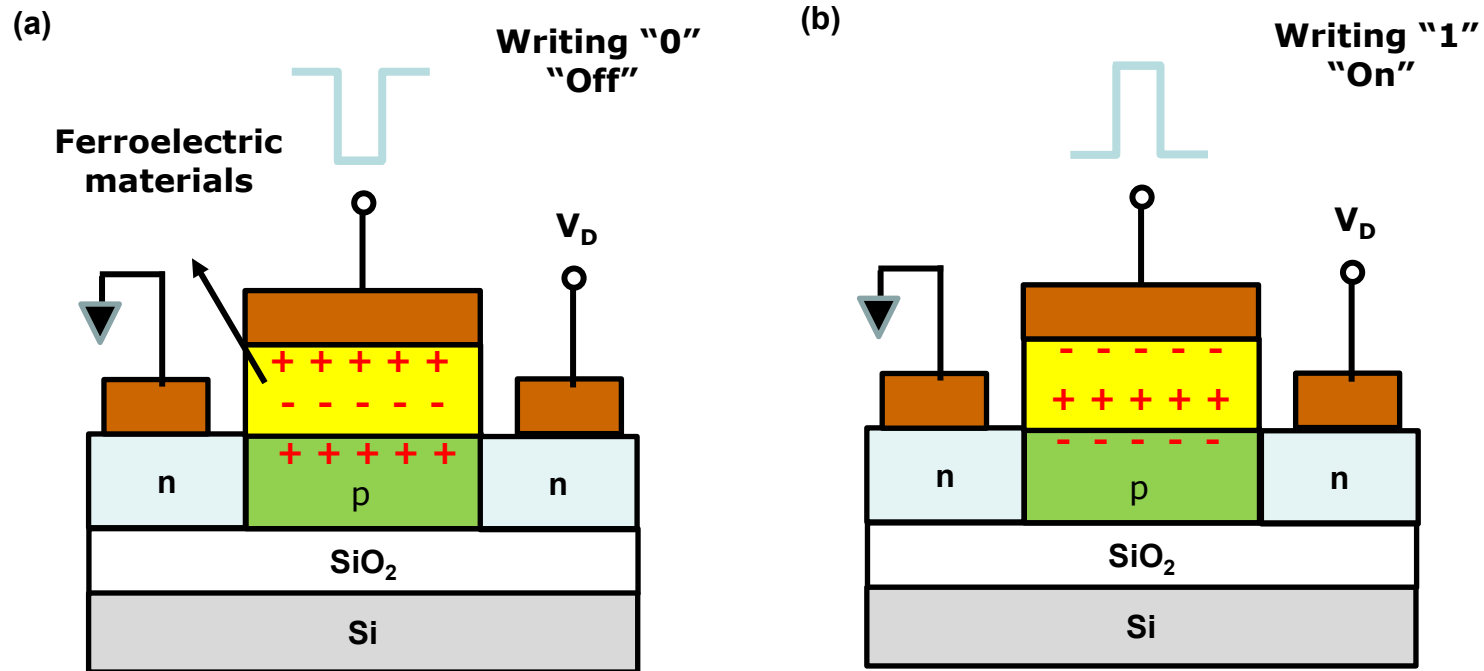 (a)
Writing “0”
“Off”
Ferroelectric
materials
V_D
+ + + + +
- - - - -
+ + + + +
n
p
n
SiO₂
Si
(b)
Writing “1”
“On”
V_D
- - - - -
+ + + + +
- - - - -
n
p
n
SiO₂
Si